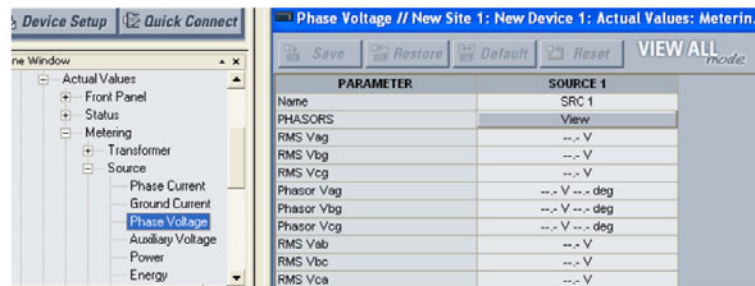 Device Setup
Quick Connect
Phase Voltage // New Site 1: New Device 1: Actual Values: Meterin
ne Window
Save
Restore
Default
Reset
VIEW ALL mode
Actual Values
Front Panel
Status
Metering
Transformer
Source
Phase Current
Ground Current
Phase Voltage
Auxiliary Voltage
Power
Energy
PARAMETER SOURCE 1
Name SRC 1
PHASORS View
RMS Vag --.- V
RMS Vbg --.- V
RMS Vcg --.- V
Phasor Vag --.- V --.- deg
Phasor Vbg --.- V --.- deg
Phasor Vcg --.- V --.- deg
RMS Vab --.- V
RMS Vbc --.- V
RMS Vca --.- V